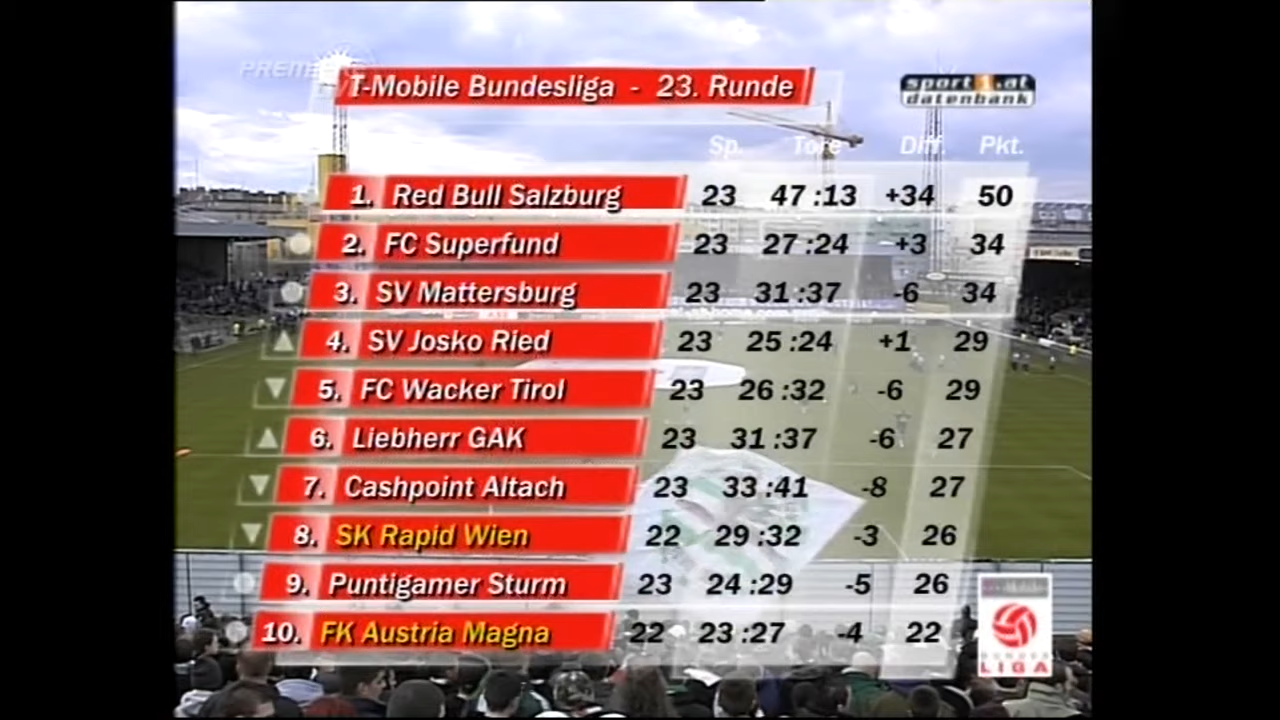 PREMIERE
T-Mobile Bundesliga - 23. Runde
sport1.at
datenbank
Sp. Tore Diff. Pkt.
1. Red Bull Salzburg 23 47:13 +34 50
2. FC Superfund 23 27:24 +3 34
3. SV Mattersburg 23 31:37 -6 34
4. SV Josko Ried 23 25:24 +1 29
5. FC Wacker Tirol 23 26:32 -6 29
6. Liebherr GAK 23 31:37 -6 27
7. Cashpoint Altach 23 33:41 -8 27
8. SK Rapid Wien 22 29:32 -3 26
9. Puntigamer Sturm 23 24:29 -5 26
10. FK Austria Magna 22 23:27 -4 22
BUNDES
LIGA